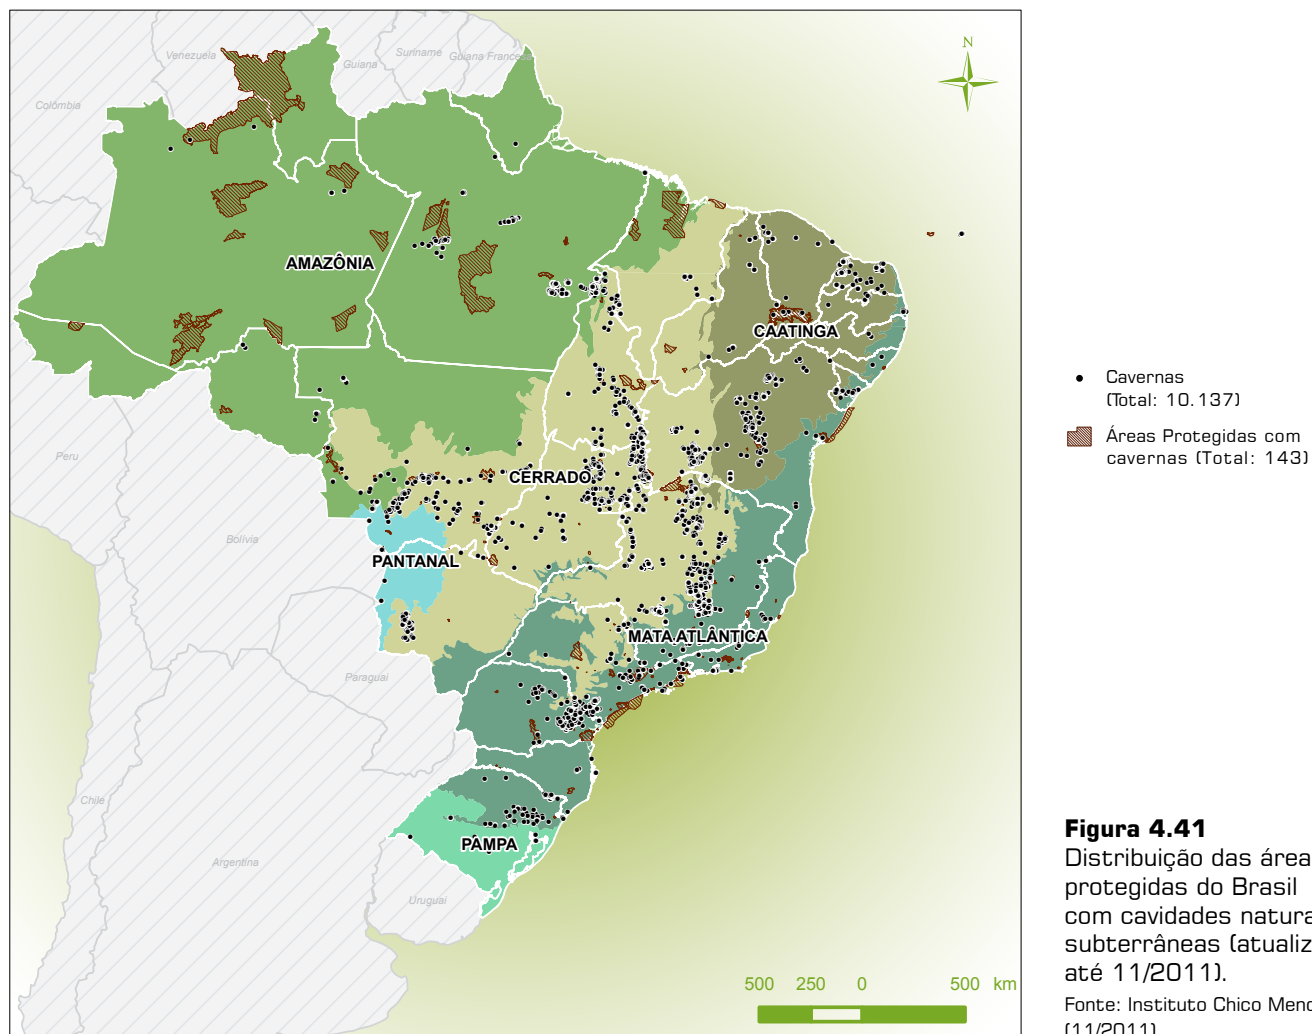 N
Venezuela
Suriname
Guiana Francesa
Guiana
Colômbia
AMAZÔNIA
CAATINGA
Peru
CERRADO
Bolívia
PANTANAL
MATA ATLÂNTICA
Paraguai
Chile
PAMPA
Argentina
Uruguai
500 250 0 500 km
Cavernas
(Total: 10.137)
Áreas Protegidas com
cavernas (Total: 143)
Figura 4.41
Distribuição das área
protegidas do Brasil
com cavidades natura
subterrâneas (atualiz
até 11/2011).
Fonte: Instituto Chico Mend
(11/2011)